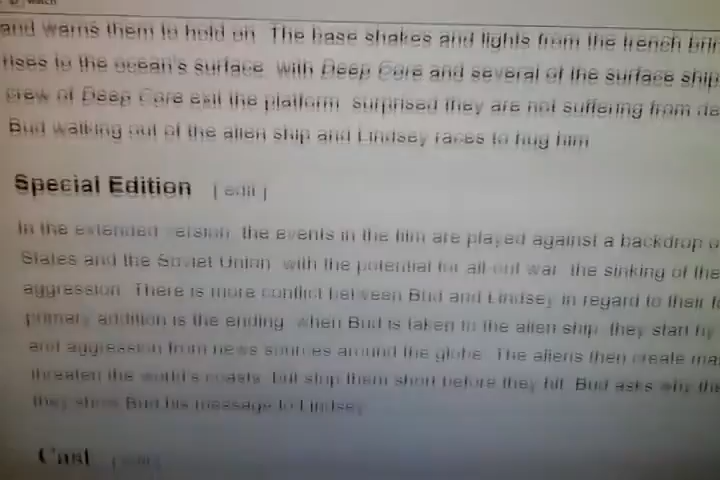 and warns them to hold on. The base shakes and lights from the trench
rises to the ocean's surface, with Deep Core and several of the surface ship
crew of Deep Core exit the platform, surprised they are not suffering from de
Bud walking out of the alien ship and Lindsey races to hug him.
Special Edition [edit]
In the extended version, the events in the film are played against a backdrop
States and the Soviet Union, with the potential for all-out war; the sinking of the
aggression. There is more conflict between Bud and Lindsey in regard to their
primary addition is the ending: when Bud is taken to the alien ship, they start by
and aggression from news sources around the globe. The aliens then create
threaten the world's coasts, but stop them short before they hit. Bud asks why
they show Bud his message to Lindsey.
Cast [edit]